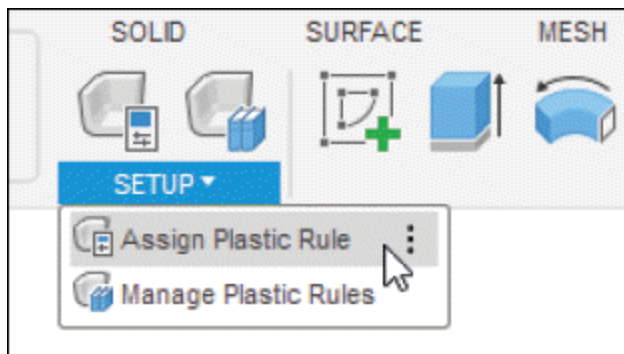 SOLID SURFACE MESH
SETUP
Assign Plastic Rule
Manage Plastic Rules